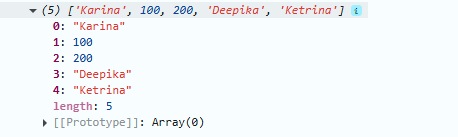 (5) ['Karina', 100, 200, 'Deepika', 'Ketrina'] i
0: "Karina"
1: 100
2: 200
3: "Deepika"
4: "Ketrina"
length: 5
[[Prototype]]: Array(0)